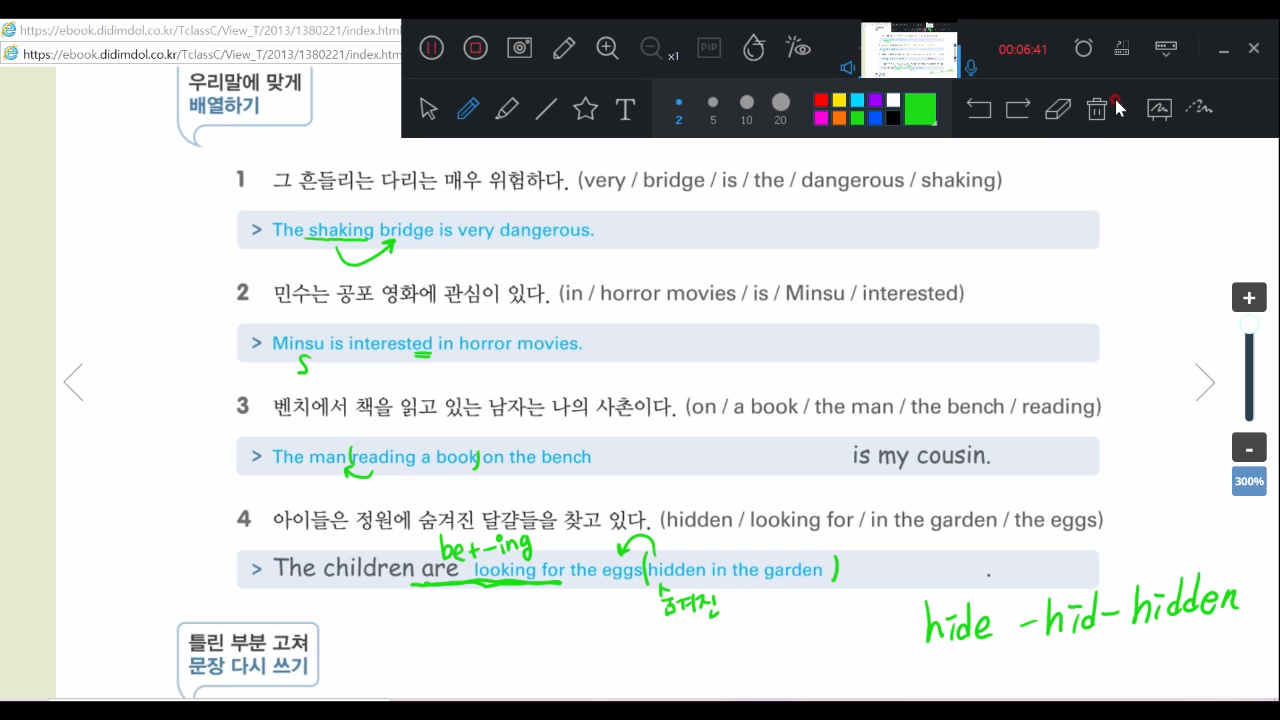 https://ebook.didimdol.co.kr/TclassC/View_T/2013/1380221/index.html
https://ebook.didimdol.co.kr/TclassC/View_T/2013/1380221/index.html
PIP
00:06:41
T
2 5 10 20
우리말에 맞게
배열하기
1 그 흔들리는 다리는 매우 위험하다. (very / bridge / is / the / dangerous / shaking)
> The shaking bridge is very dangerous.
2 민수는 공포 영화에 관심이 있다. (in / horror movies / is / Minsu / interested)
> Minsu is interested in horror movies.
S
3 벤치에서 책을 읽고 있는 남자는 나의 사촌이다. (on / a book / the man / the bench / reading)
> The man (reading a book) on the bench is my cousin.
+
-
300%
4 아이들은 정원에 숨겨진 달걀들을 찾고 있다. (hidden / looking for / in the garden / the eggs)
be+-ing
> The children are looking for the eggs (hidden in the garden ) .
숨겨진
hide - hid - hidden
틀린 부분 고쳐
문장 다시 쓰기